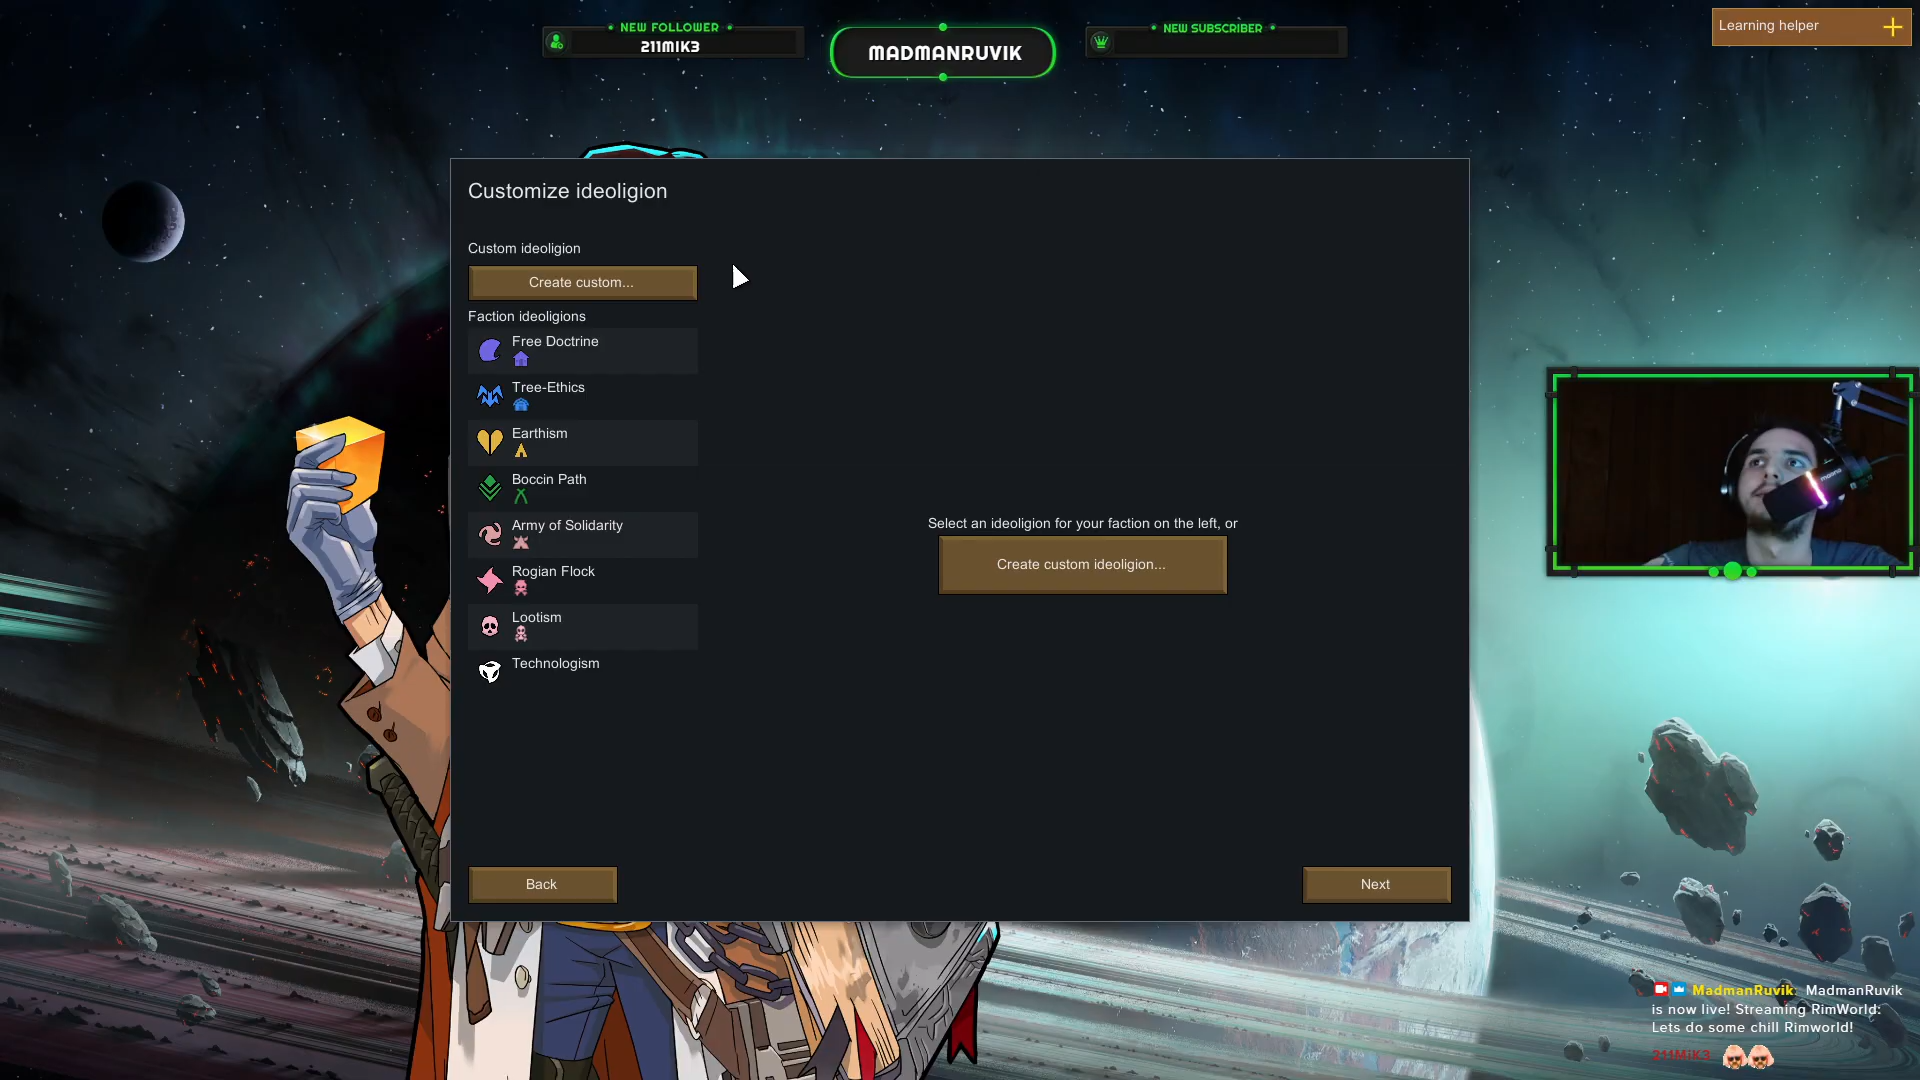 NEW FOLLOWER
211MIK3
MADMANRUVIK
NEW SUBSCRIBER
Learning helper
Customize ideoligion
Custom ideoligion
Create custom...
Faction ideoligions
Free Doctrine
Tree-Ethics
Earthism
Boccin Path
Army of Solidarity
Rogian Flock
Lootism
Technologism
Select an ideoligion for your faction on the left, or
Create custom ideoligion...
Back
Next
MadmanRuvik: MadmanRuvik
is now live! Streaming RimWorld:
Lets do some chill Rimworld!
211MIK3